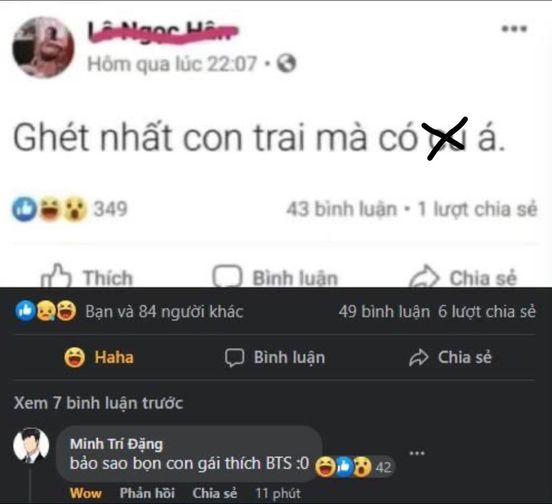 Hôm qua lúc 22:07 ·
Ghét nhất con trai mà có á.
349 43 bình luận · 1 lượt chia sẻ
Thích Bình luận Chia sẻ
Bạn và 84 người khác 49 bình luận 6 lượt chia sẻ
Haha Bình luận Chia sẻ
Xem 7 bình luận trước
Minh Trí Đặng
bảo sao bọn con gái thích BTS :0
42
Wow Phản hồi Chia sẻ 11 phút